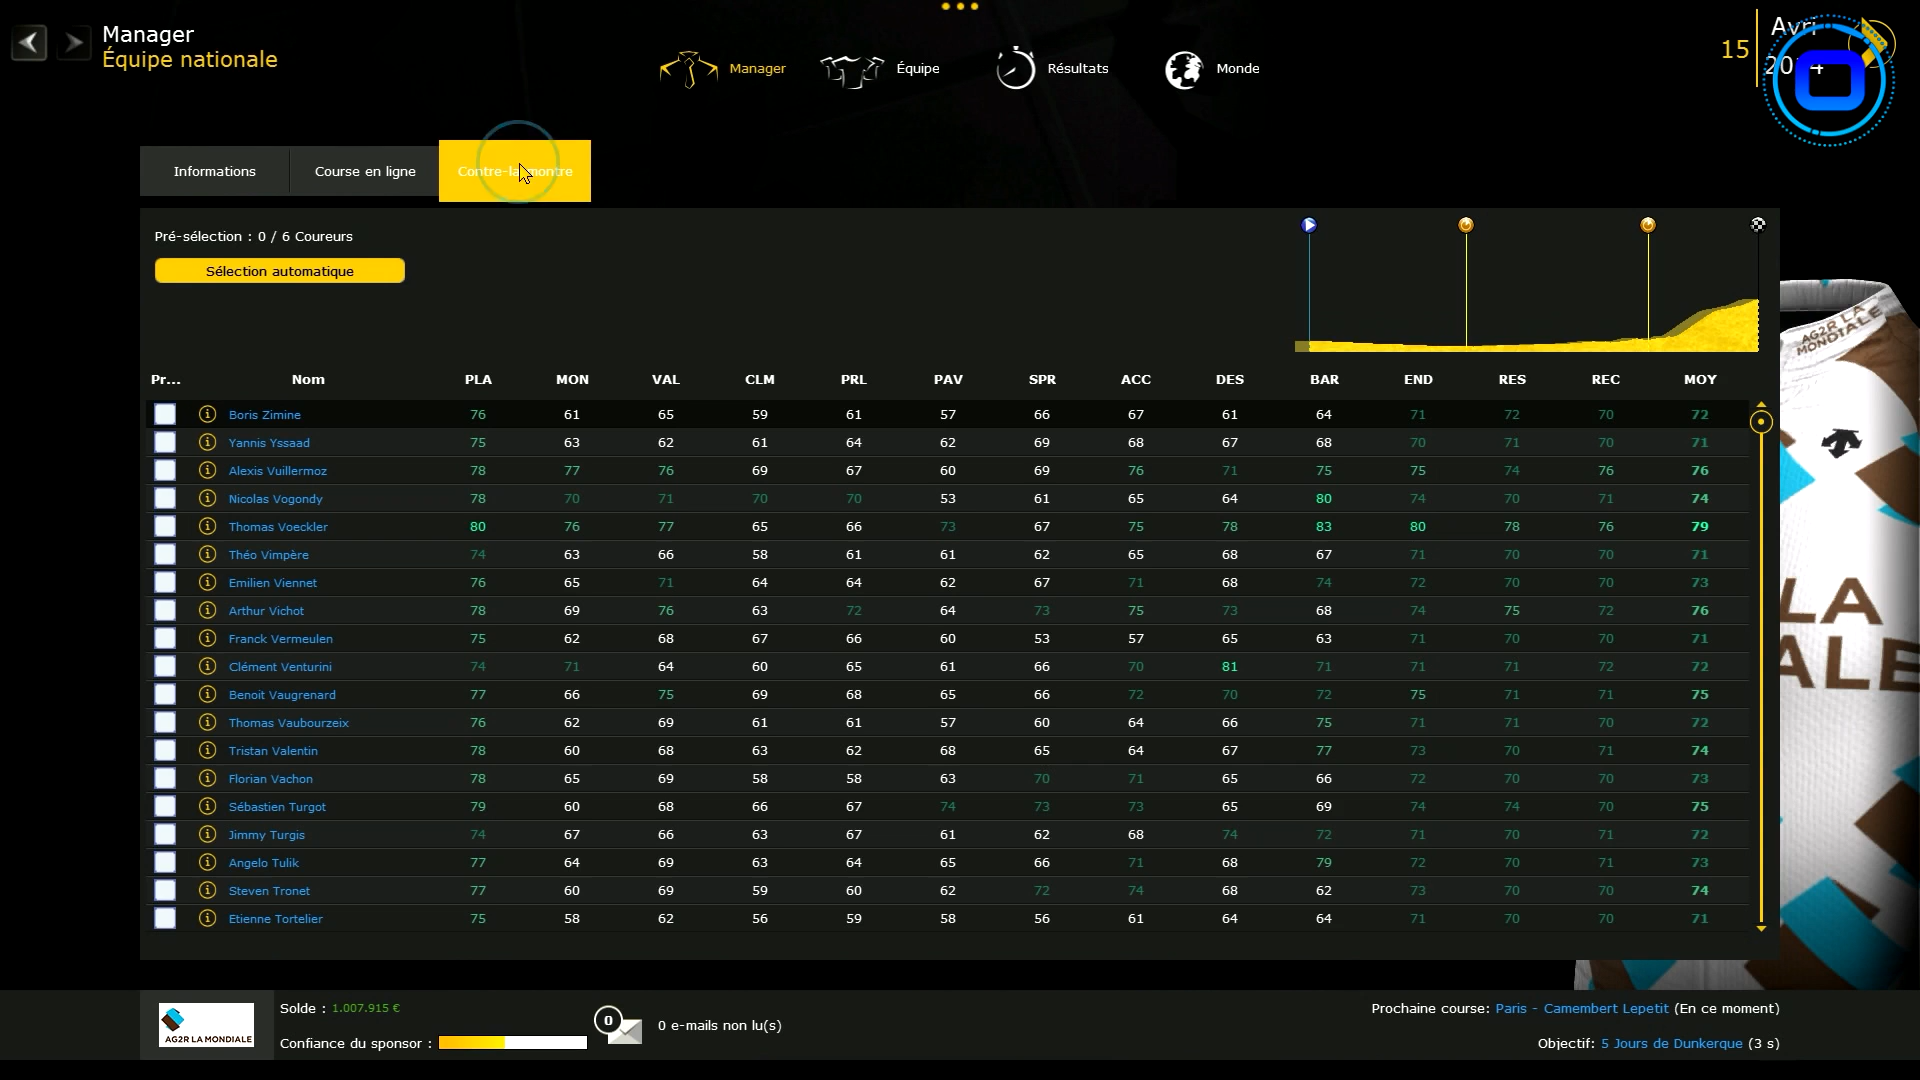 Manager
Équipe nationale
Manager
Équipe
Résultats
Monde
15
Avri
Informations
Course en ligne
Contre-la-montre
Pré-sélection : 0 / 6 Coureurs
Sélection automatique
Pr... Nom PLA MON VAL CLM PRL PAV SPR ACC DES BAR END RES REC MOY
Boris Zimine 76 61 65 59 61 57 66 67 61 64 71 72 70 72
Yannis Yssaad 75 63 62 61 64 62 69 68 67 68 70 71 70 71
Alexis Vuillermoz 78 77 76 69 67 60 69 76 71 75 75 74 76 76
Nicolas Vogondy 78 70 71 70 70 53 61 65 64 80 74 70 71 74
Thomas Voeckler 80 76 77 65 66 73 67 75 78 83 80 78 76 79
Théo Vimpère 74 63 66 58 61 61 62 65 68 67 71 70 70 71
Emilien Viennet 76 65 71 64 64 62 67 71 68 74 72 70 70 73
Arthur Vichot 78 69 76 63 72 64 73 75 73 68 74 75 72 76
Franck Vermeulen 75 62 68 67 66 60 53 57 65 63 71 70 70 71
Clément Venturini 74 71 64 60 65 61 66 70 81 71 71 71 72 72
Benoit Vaugrenard 77 66 75 69 68 65 66 72 70 72 75 71 71 75
Thomas Vaubourzeix 76 62 69 61 61 57 60 64 66 75 71 71 70 72
Tristan Valentin 78 60 68 63 62 68 65 64 67 77 73 70 71 74
Florian Vachon 78 65 69 58 58 63 70 71 65 66 72 70 70 73
Sébastien Turgot 79 60 68 66 67 74 73 73 65 69 74 74 70 75
Jimmy Turgis 74 67 66 63 67 61 62 68 74 72 71 70 71 72
Angelo Tulik 77 64 69 63 64 65 66 71 68 79 72 70 71 73
Steven Tronet 77 60 69 59 60 62 72 74 68 62 73 70 70 74
Etienne Tortelier 75 58 62 56 59 58 56 61 64 64 71 70 70 71
AG2R LA MONDIALE
LA
ALE
AG2R LA MONDIALE
Solde : 1.007.915 €
Confiance du sponsor :
0
0 e-mails non lu(s)
Prochaine course: Paris - Camembert Lepetit (En ce moment)
Objectif: 5 Jours de Dunkerque (3 s)